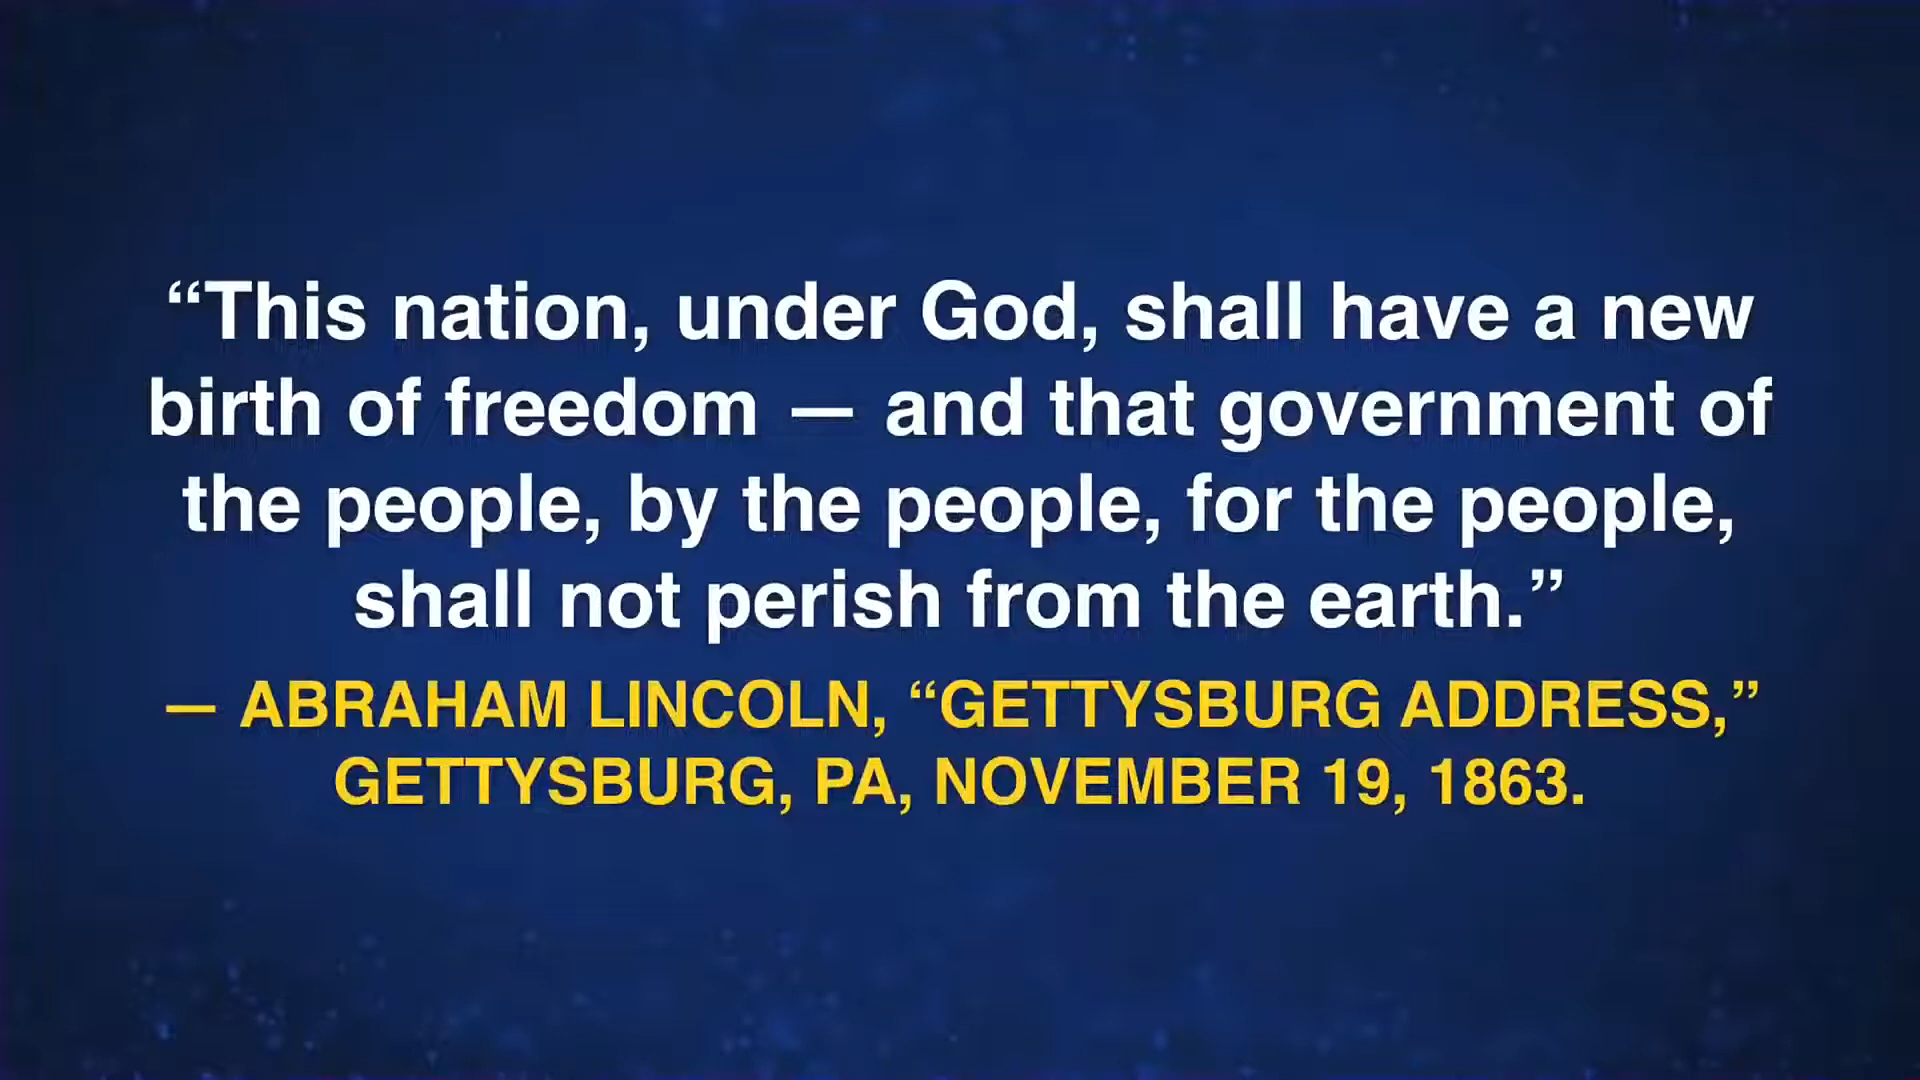 “This nation, under God, shall have a new
birth of freedom — and that government of
the people, by the people, for the people,
shall not perish from the earth.”
— ABRAHAM LINCOLN, “GETTYSBURG ADDRESS,”
GETTYSBURG, PA, NOVEMBER 19, 1863.